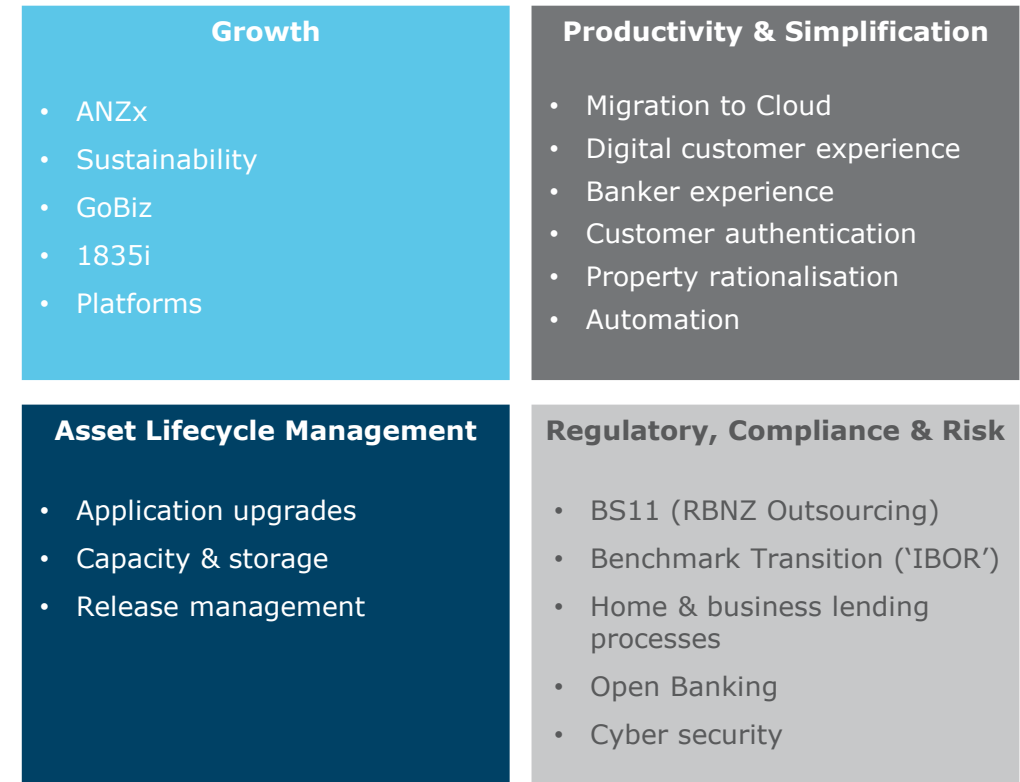 Growth
• ANZx
• Sustainability
• GoBiz
• 1835i
• Platforms
Productivity & Simplification
• Migration to Cloud
• Digital customer experience
• Banker experience
• Customer authentication
• Property rationalisation
• Automation
Asset Lifecycle Management
• Application upgrades
• Capacity & storage
• Release management
Regulatory, Compliance & Risk
• BS11 (RBNZ Outsourcing)
• Benchmark Transition (‘IBOR’)
• Home & business lending
processes
• Open Banking
• Cyber security